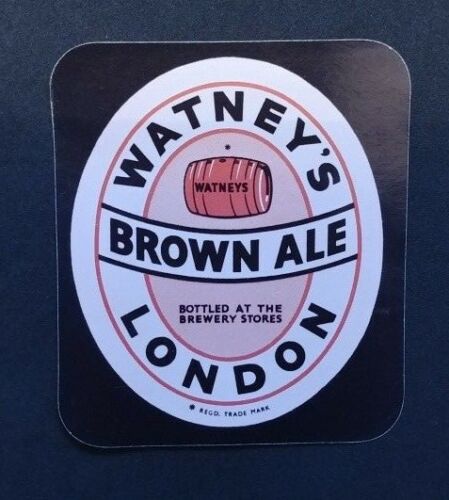 WATNEY'S
*
WATNEYS
BROWN ALE
BOTTLED AT THE
BREWERY STORES
LONDON
* REGD. TRADE MARK